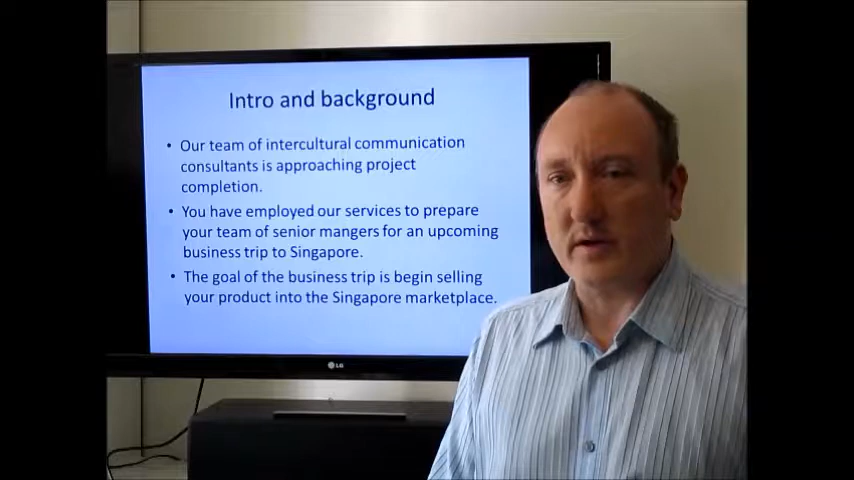 Intro and background
• Our team of intercultural communication
consultants is approaching project
completion.
• You have employed our services to prepare
your team of senior mangers for an upcoming
business trip to Singapore.
• The goal of the business trip is begin selling
your product into the Singapore marketplace.
LG